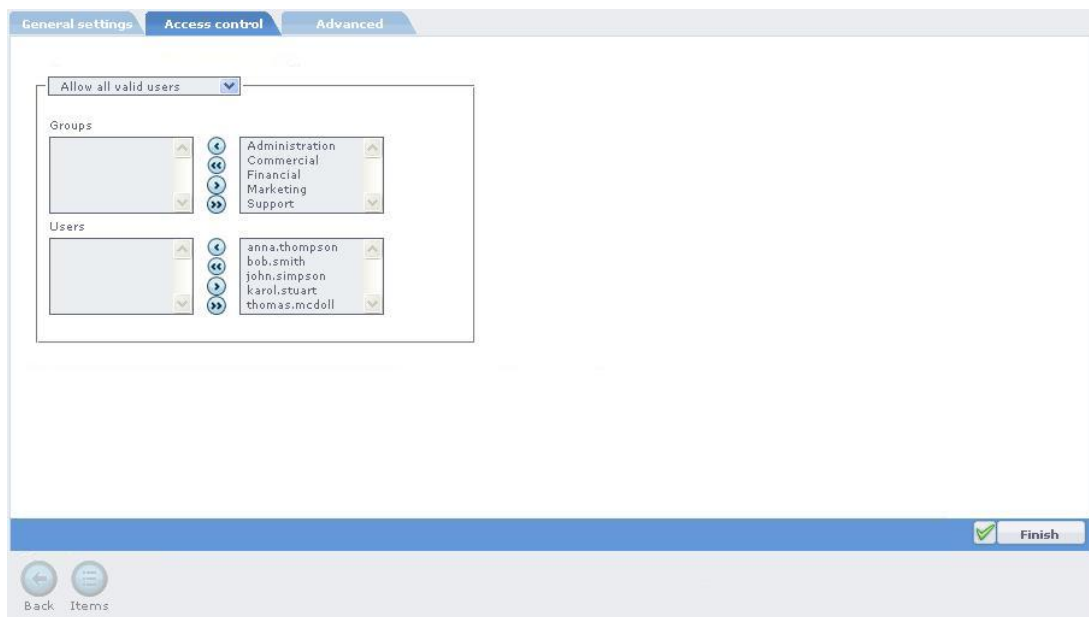 General settings Access control Advanced
Allow all valid users
Groups
Administration
Commercial
Financial
Marketing
Support
Users
anna.thompson
bob.smith
john.simpson
karol.stuart
thomas.mcdoll
Finish
Back Items